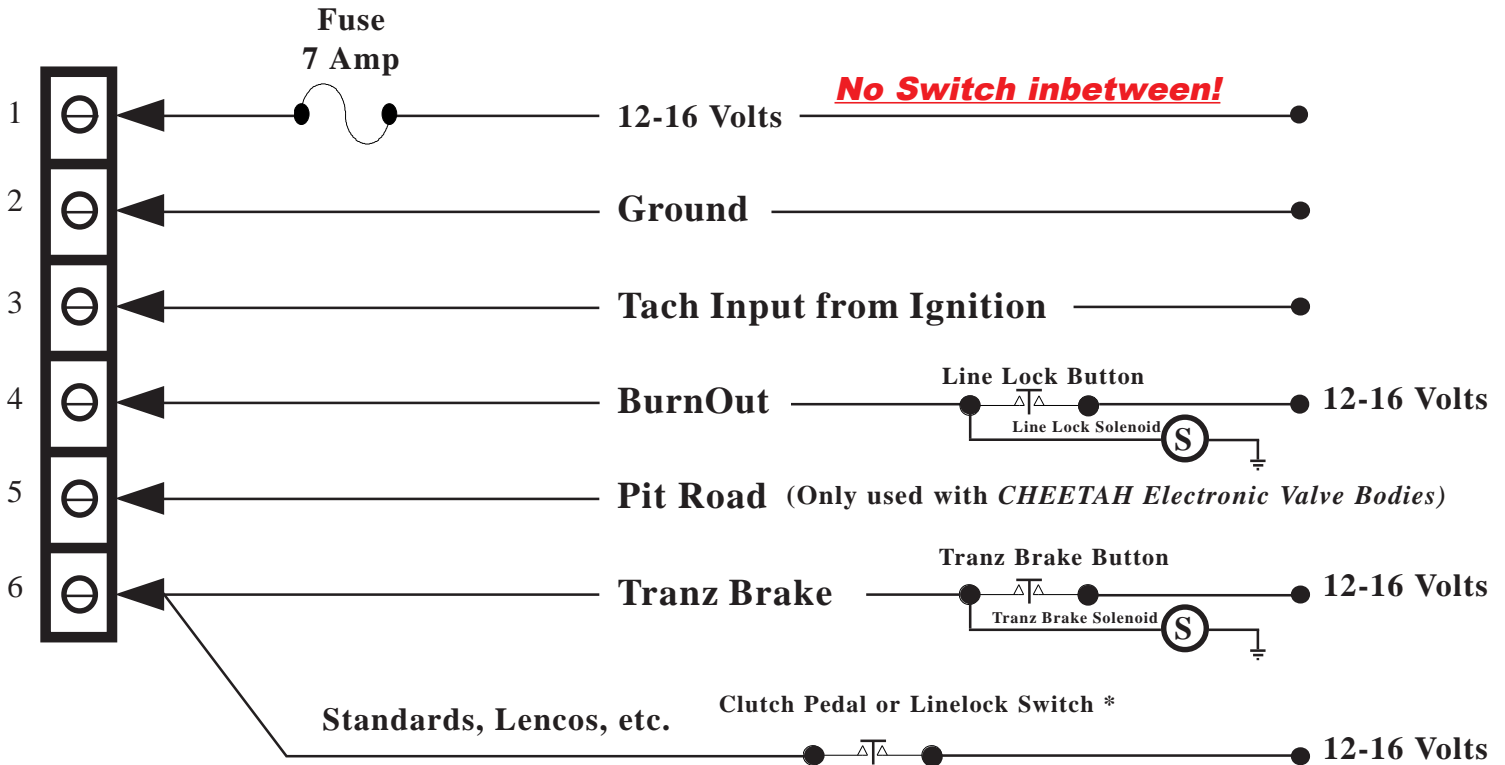 Fuse
7 Amp
No Switch inbetween!
1
12-16 Volts
2
Ground
3
Tach Input from Ignition
Line Lock Button
4
BurnOut
12-16 Volts
Line Lock Solenoid
S
5
Pit Road (Only used with CHEETAH Electronic Valve Bodies)
Tranz Brake Button
6
Tranz Brake
12-16 Volts
Tranz Brake Solenoid
S
Clutch Pedal or Linelock Switch *
Standards, Lencos, etc.
12-16 Volts